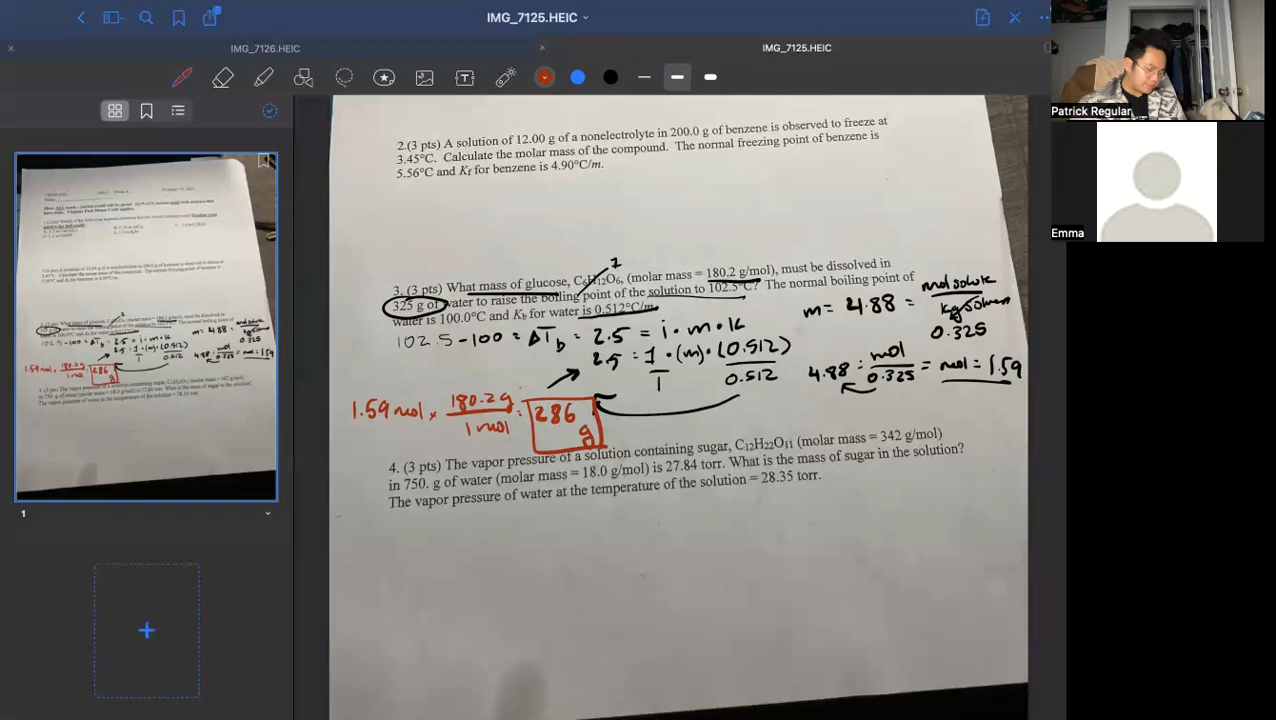 IMG_7125.HEIC
IMG_7126.HEIC
IMG_7125.HEIC
Patrick Regular
Emma
2.(3 pts) A solution of 12.00 g of a nonelectrolyte in 200.0 g of benzene is observed to freeze at
3.45°C. Calculate the molar mass of the compound. The normal freezing point of benzene is
5.56°C and Kf for benzene is 4.90°C/m.
1
3. (3 pts) What mass of glucose, C6H12O6, (molar mass = 180.2 g/mol), must be dissolved in
325 g of water to raise the boiling point of the solution to 102.5°C? The normal boiling point of
water is 100.0°C and Kb for water is 0.512°C/m.
m = 4.88 = mol solute
kg solvent
0.325
102.5 - 100 = ΔTb = 2.5 = i · m · k
2.5 = 1 · (m) · (0.512)
1 0.512
4.88 = mol
0.325 = mol = 1.59
1.59 mol × 180.2 g
1 mol = 286
g
4. (3 pts) The vapor pressure of a solution containing sugar, C12H22O11 (molar mass = 342 g/mol)
in 750. g of water (molar mass = 18.0 g/mol) is 27.84 torr. What is the mass of sugar in the solution?
The vapor pressure of water at the temperature of the solution = 28.35 torr.
1